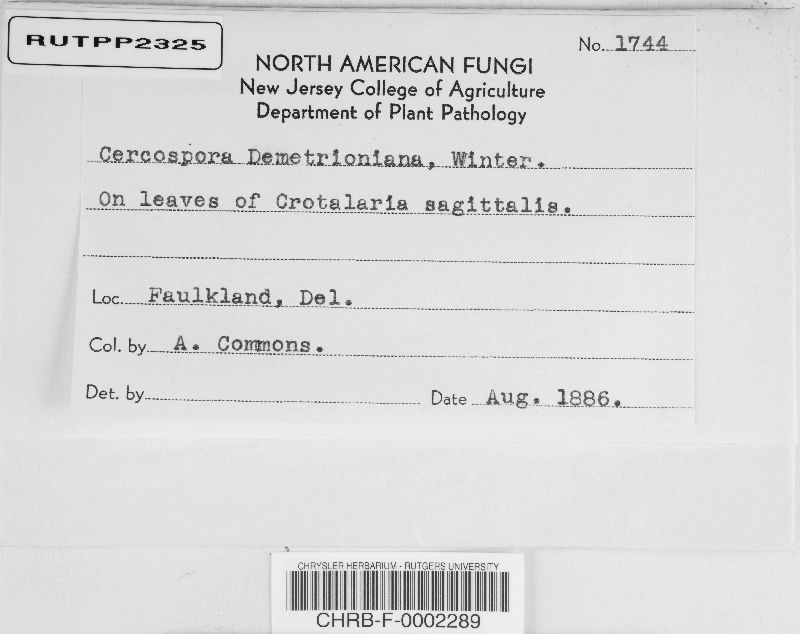 RUTPP2325
No. 1744
NORTH AMERICAN FUNGI
New Jersey College of Agriculture
Department of Plant Pathology
Cercospora Demetrioniana, Winter.
On leaves of Crotalaria sagittalis.
Loc. Faulkland, Del.
Col. by A. Commons.
Det. by Date Aug. 1886.
CHRYSLER HERBARIUM - RUTGERS UNIVERSITY
CHRB-F-0002289